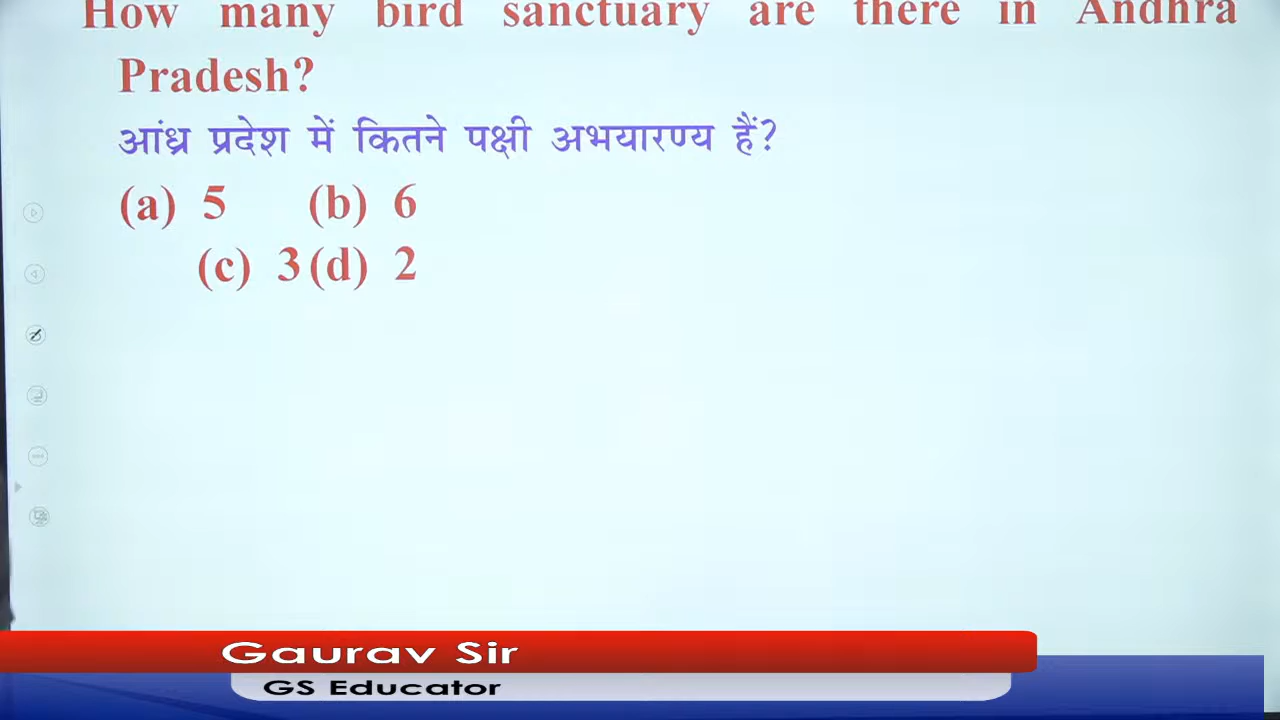 How many bird sanctuary are there in Andhra
Pradesh?
आंध्र प्रदेश में कितने पक्षी अभयारण्य हैं?
(a) 5 (b) 6
(c) 3 (d) 2
Gaurav Sir
GS Educator